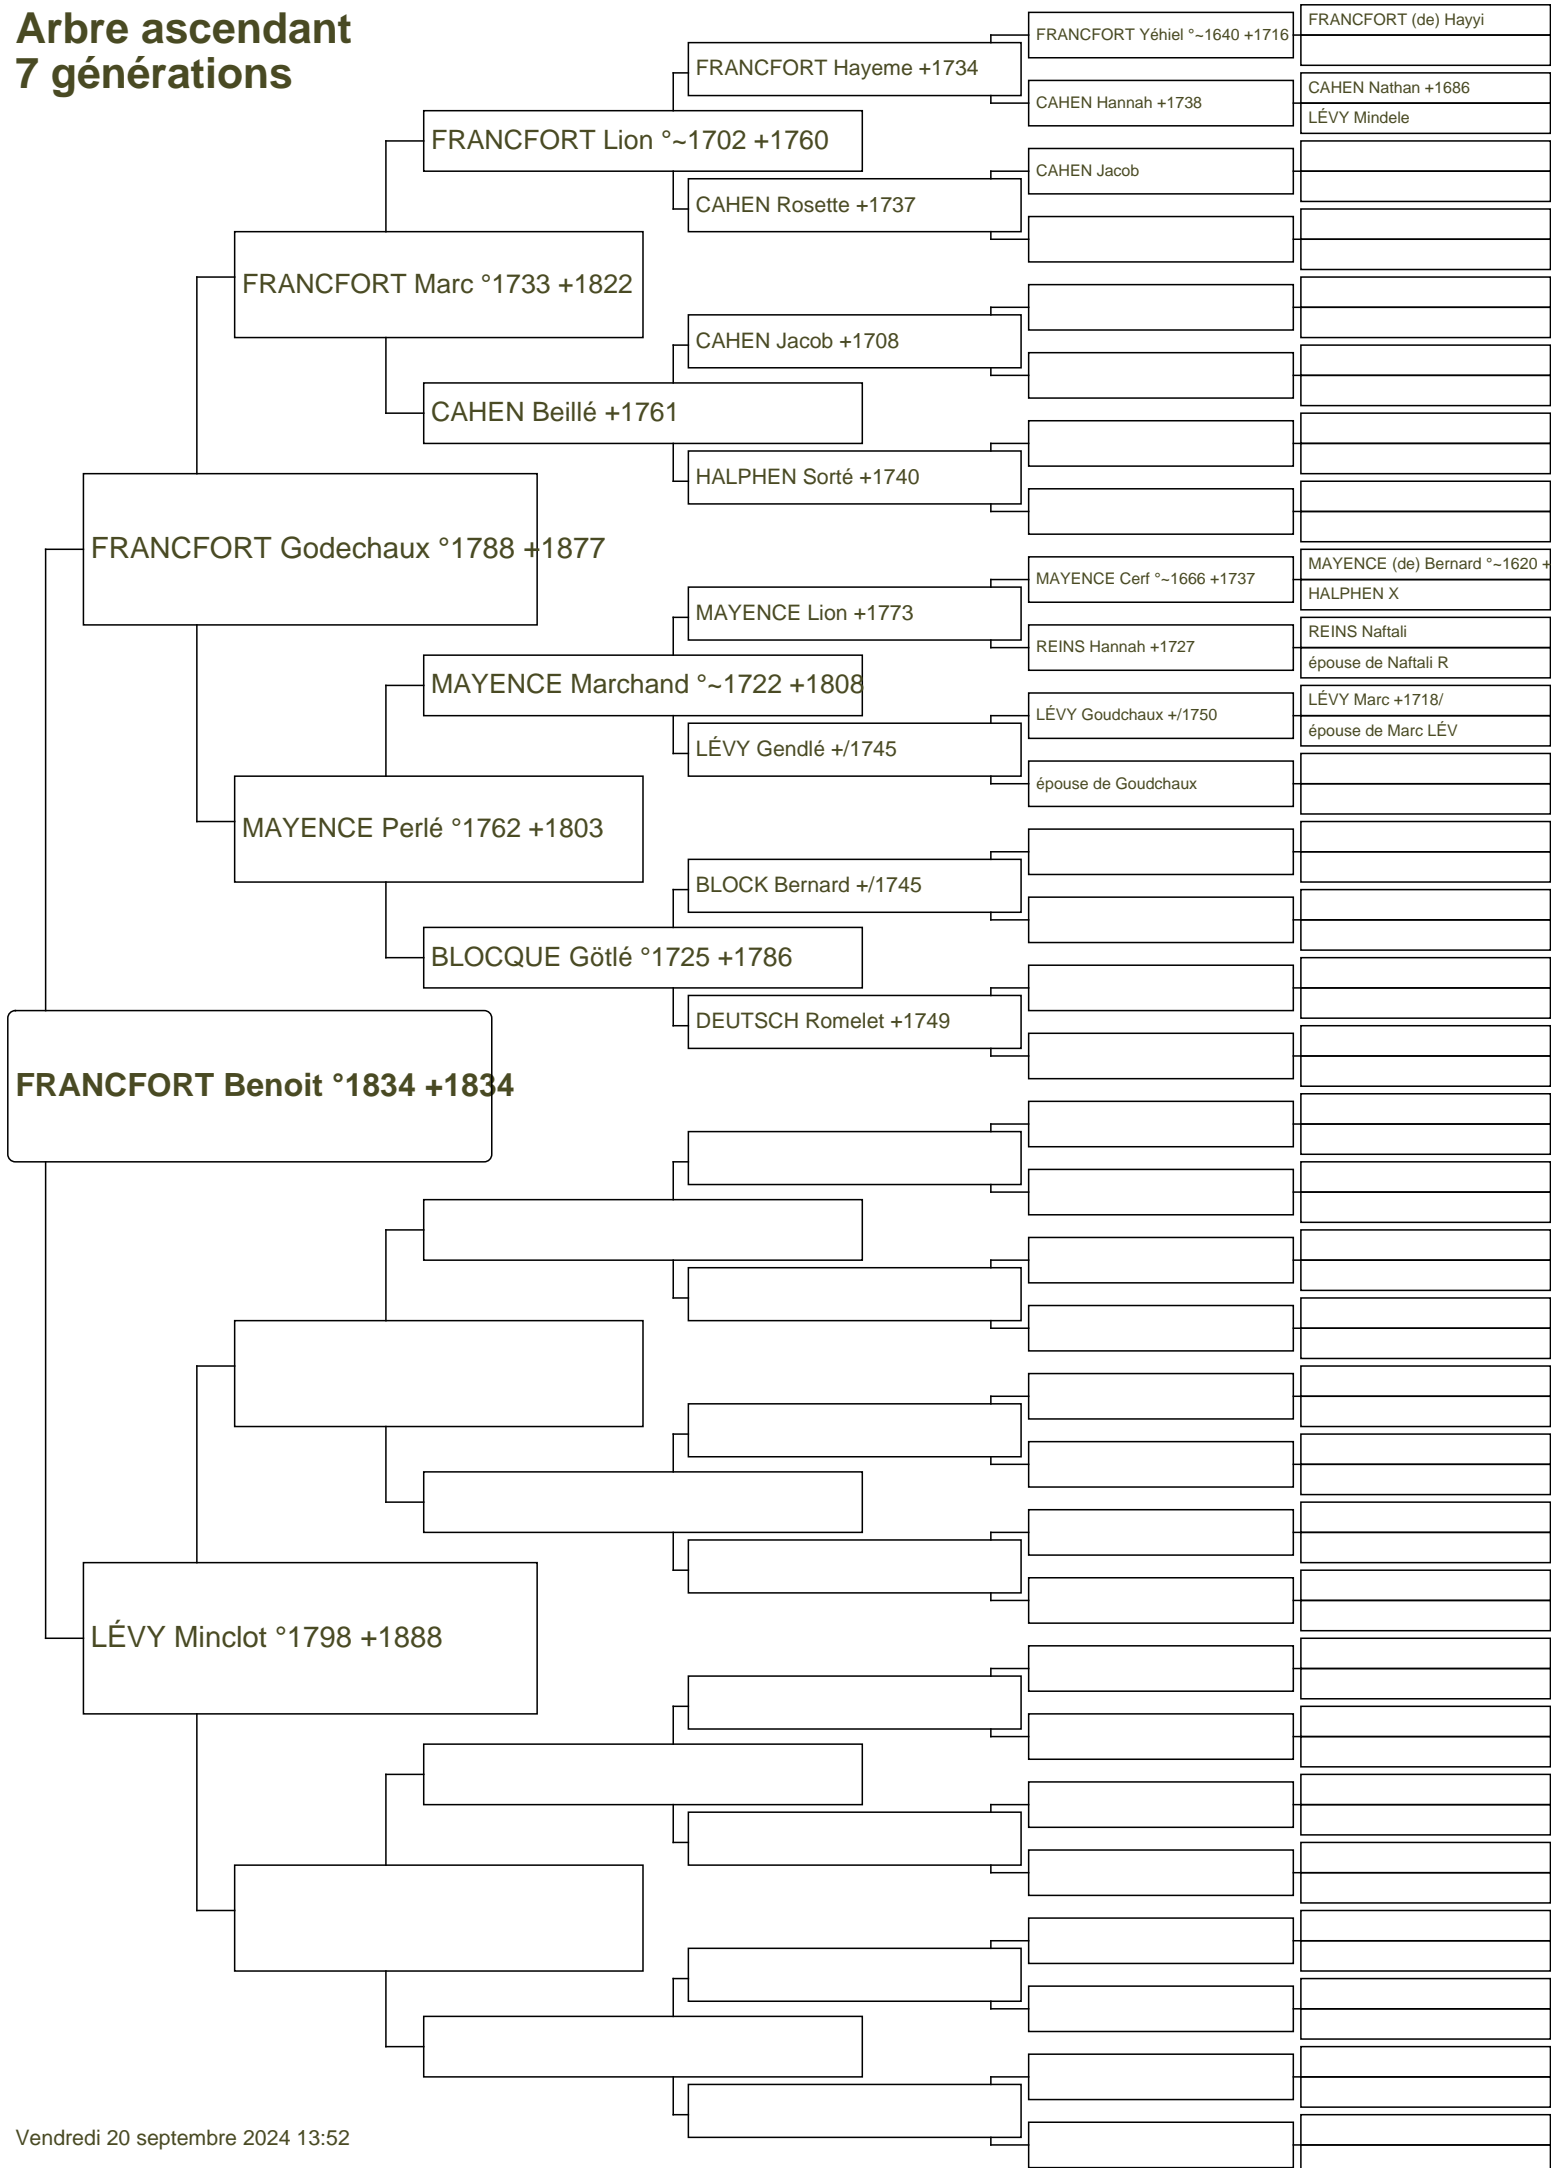 Arbre ascendant
7 générations
FRANCFORT Benoit °1834 +1834
FRANCFORT Godechaux °1788 +1877
LÉVY Minclot °1798 +1888
FRANCFORT Marc °1733 +1822
MAYENCE Perlé °1762 +1803
FRANCFORT Lion °~1702 +1760
CAHEN Beillé +1761
MAYENCE Marchand °~1722 +1808
BLOCQUE Götlé °1725 +1786
FRANCFORT Hayeme +1734
CAHEN Rosette +1737
CAHEN Jacob +1708
HALPHEN Sorté +1740
MAYENCE Lion +1773
LÉVY Gendlé +/1745
BLOCK Bernard +/1745
DEUTSCH Romelet +1749
FRANCFORT Yéhiel °~1640 +1716
CAHEN Hannah +1738
CAHEN Jacob
MAYENCE Cerf °~1666 +1737
REINS Hannah +1727
LÉVY Goudchaux +/1750
épouse de Goudchaux
FRANCFORT (de) Hayyi
CAHEN Nathan +1686
LÉVY Mindele
MAYENCE (de) Bernard °~1620 +
HALPHEN X
REINS Naftali
épouse de Naftali R
LÉVY Marc +1718/
épouse de Marc LÉV
Vendredi 20 septembre 2024 13:52